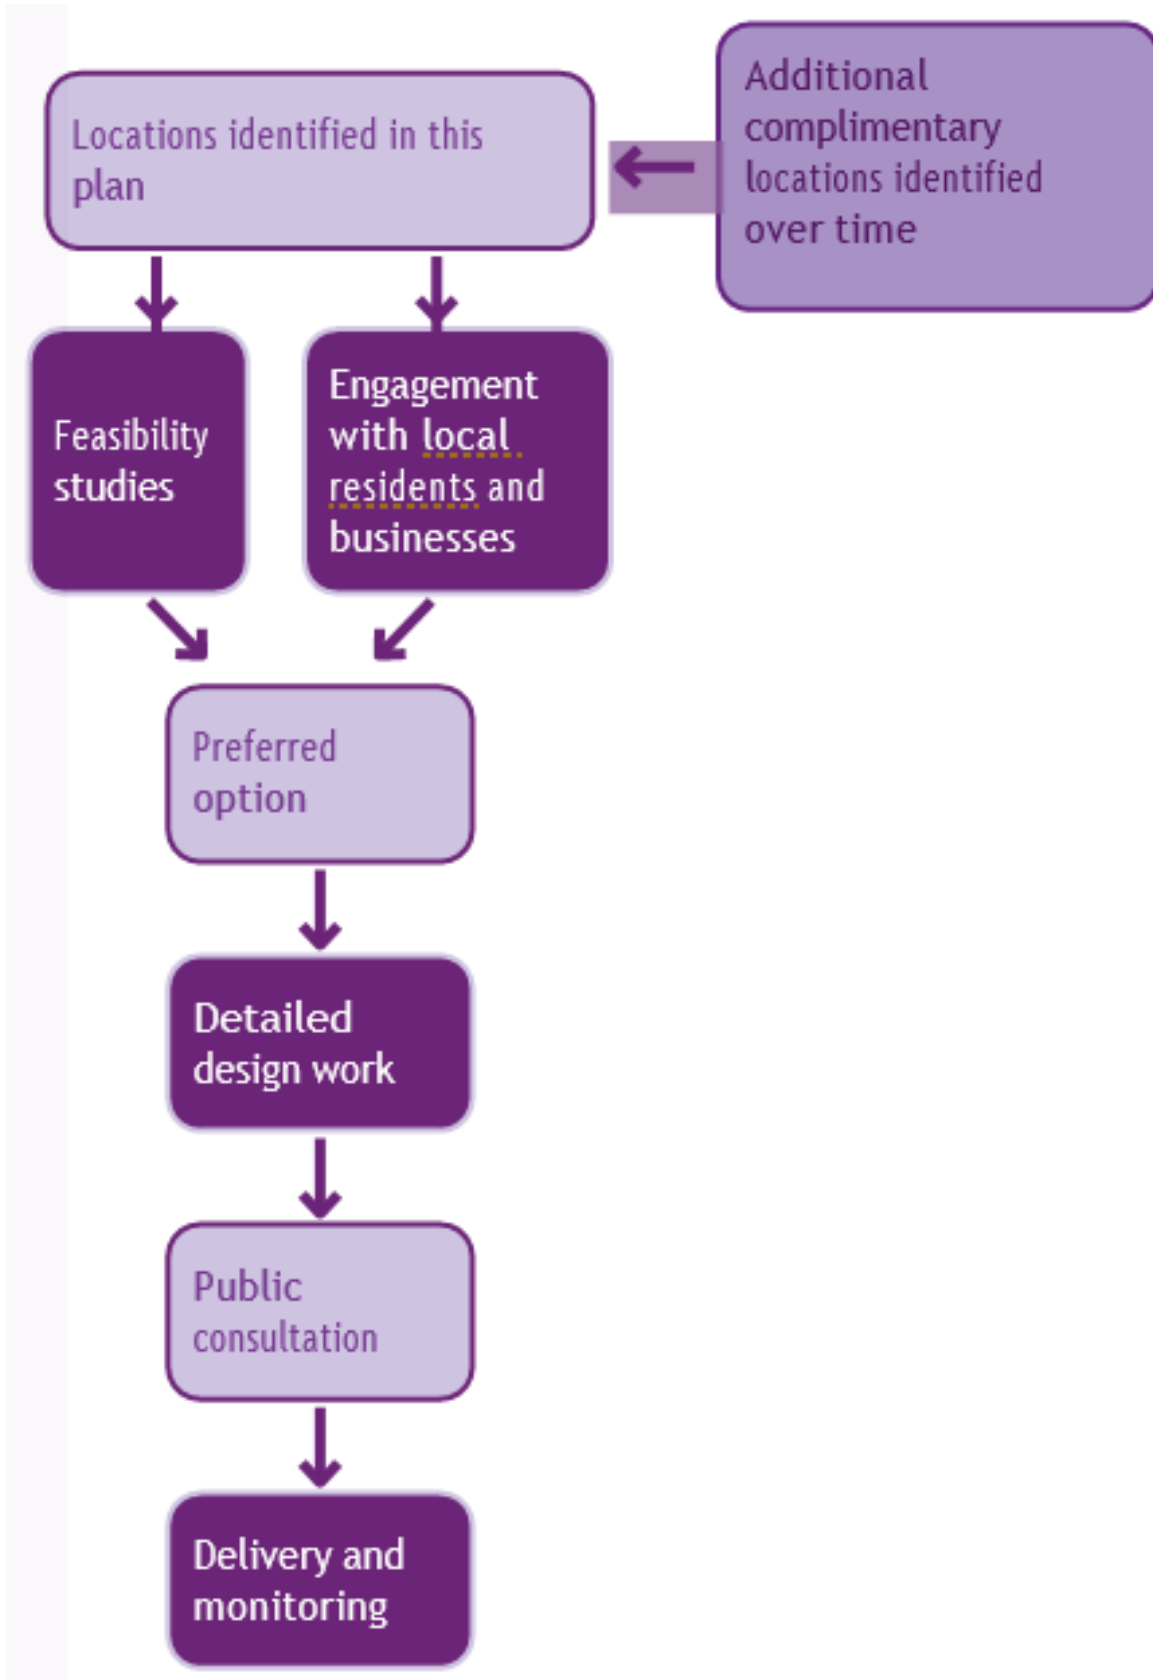 Locations identified in this
plan
Additional
complimentary
locations identified
over time
Feasibility
studies
Engagement
with local
residents and
businesses
Preferred
option
Detailed
design work
Public
consultation
Delivery and
monitoring